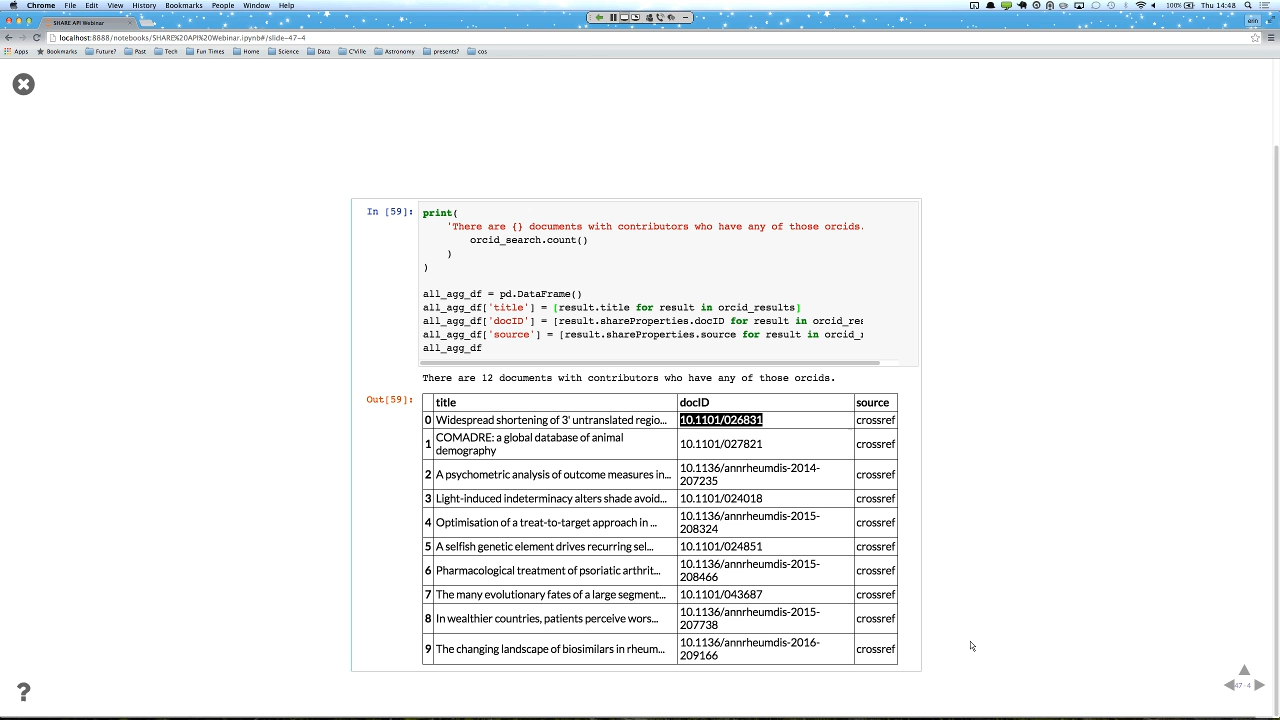 Chrome File Edit View History Bookmarks People Window Help
100% Thu 14:48
SHARE API Webinar
erin
localhost:8888/notebooks/SHARE%20API%20Webinar.ipynb#/slide-47-4
Apps Bookmarks Future? Past Tech Fun Times Home Science Data C'Ville Astronomy presents? cos
In [59]: print(
'There are {} documents with contributors who have any of those orcids.
orcid_search.count()
)
)
all_agg_df = pd.DataFrame()
all_agg_df['title'] = [result.title for result in orcid_results]
all_agg_df['docID'] = [result.shareProperties.docID for result in orcid_res
all_agg_df['source'] = [result.shareProperties.source for result in orcid_r
all_agg_df
There are 12 documents with contributors who have any of those orcids.
Out[59]: title docID source
0 Widespread shortening of 3' untranslated regio... 10.1101/026831 crossref
1 COMADRE: a global database of animal demography 10.1101/027821 crossref
2 A psychometric analysis of outcome measures in... 10.1136/annrheumdis-2014-207235 crossref
3 Light-induced indeterminacy alters shade avoid... 10.1101/024018 crossref
4 Optimisation of a treat-to-target approach in ... 10.1136/annrheumdis-2015-208324 crossref
5 A selfish genetic element drives recurring sel... 10.1101/024851 crossref
6 Pharmacological treatment of psoriatic arthrit... 10.1136/annrheumdis-2015-208466 crossref
7 The many evolutionary fates of a large segment... 10.1101/043687 crossref
8 In wealthier countries, patients perceive wors... 10.1136/annrheumdis-2015-207738 crossref
9 The changing landscape of biosimilars in rheum... 10.1136/annrheumdis-2016-209166 crossref
?
47 - 4